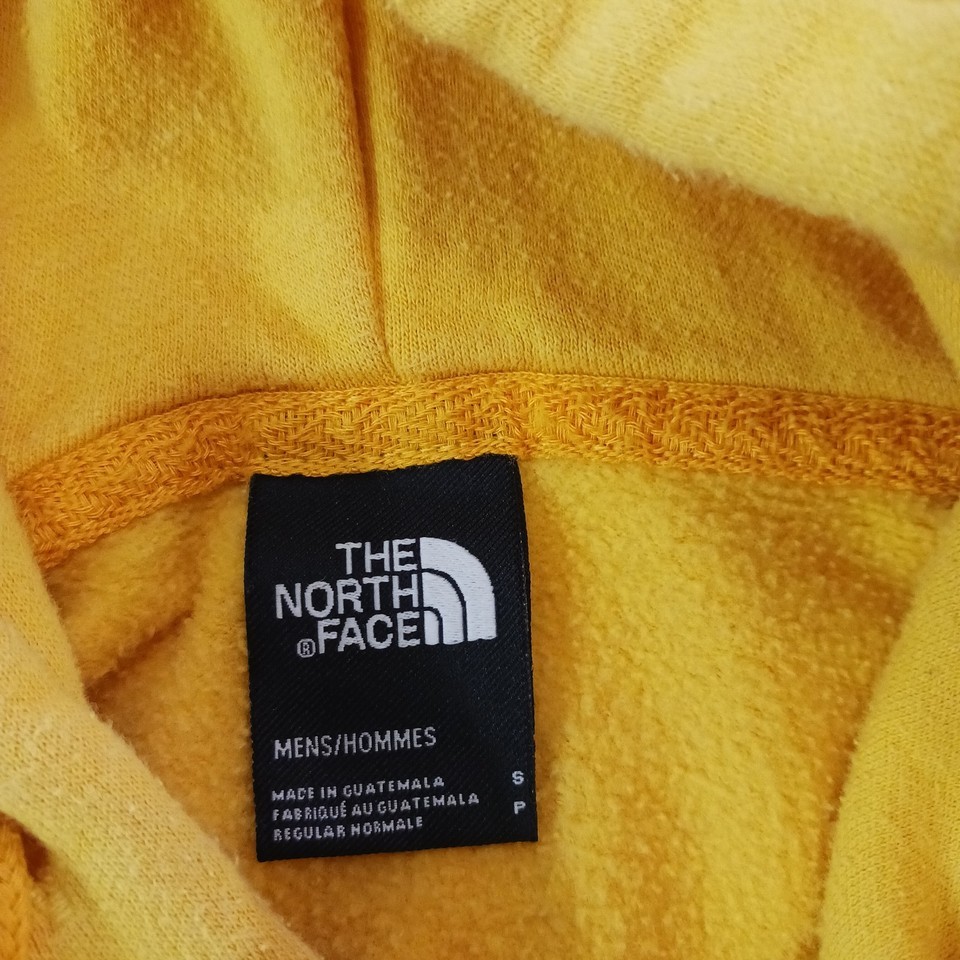 THE
NORTH
®FACE
MENS/HOMMES
MADE IN GUATEMALA S
FABRIQUÉ AU GUATEMALA P
REGULAR NORMALE